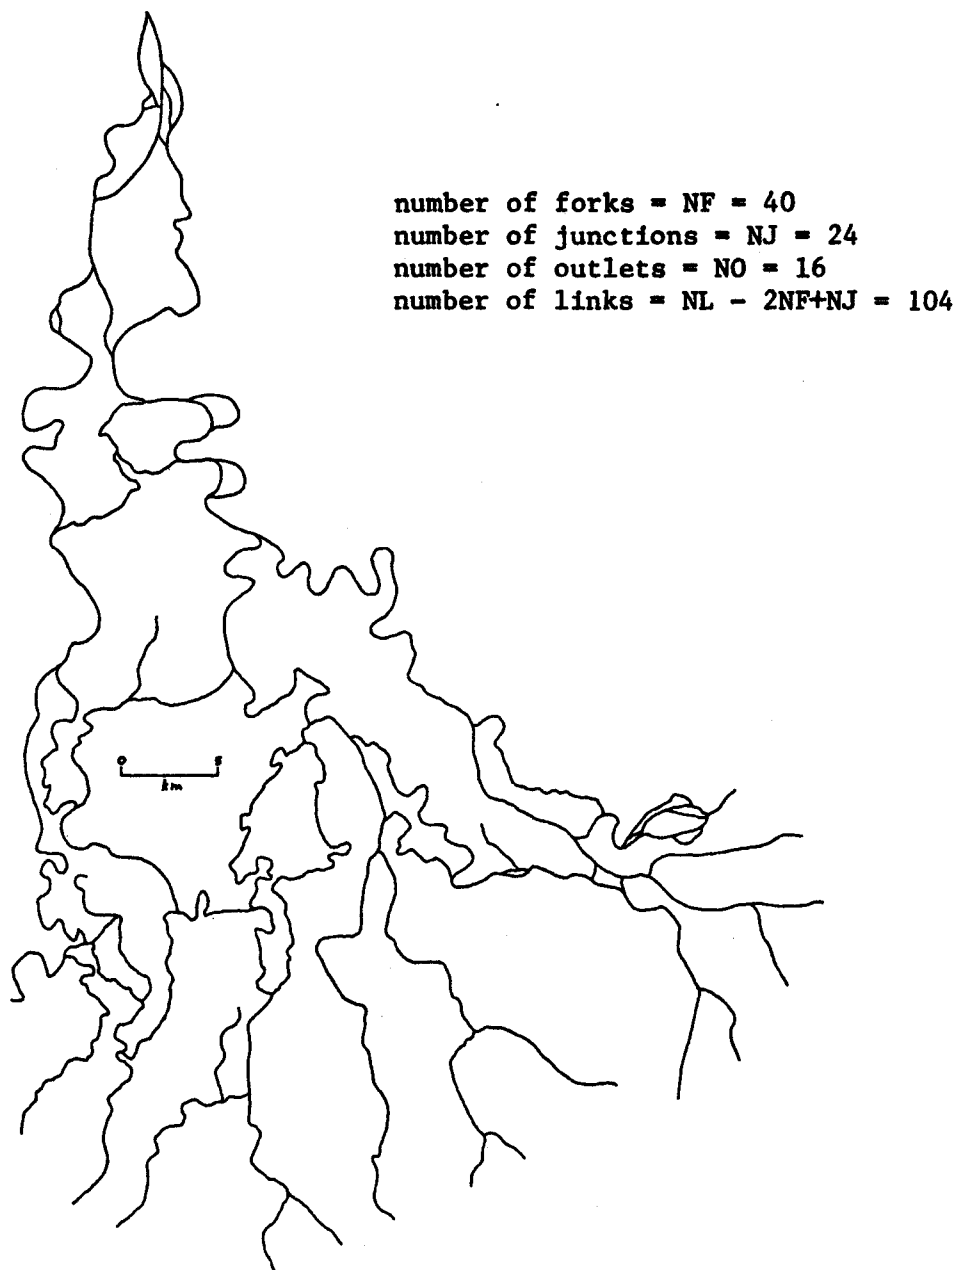 number of forks = NF = 40
number of junctions = NJ = 24
number of outlets = NO = 16
number of links = NL - 2NF+NJ = 104
0 5
km